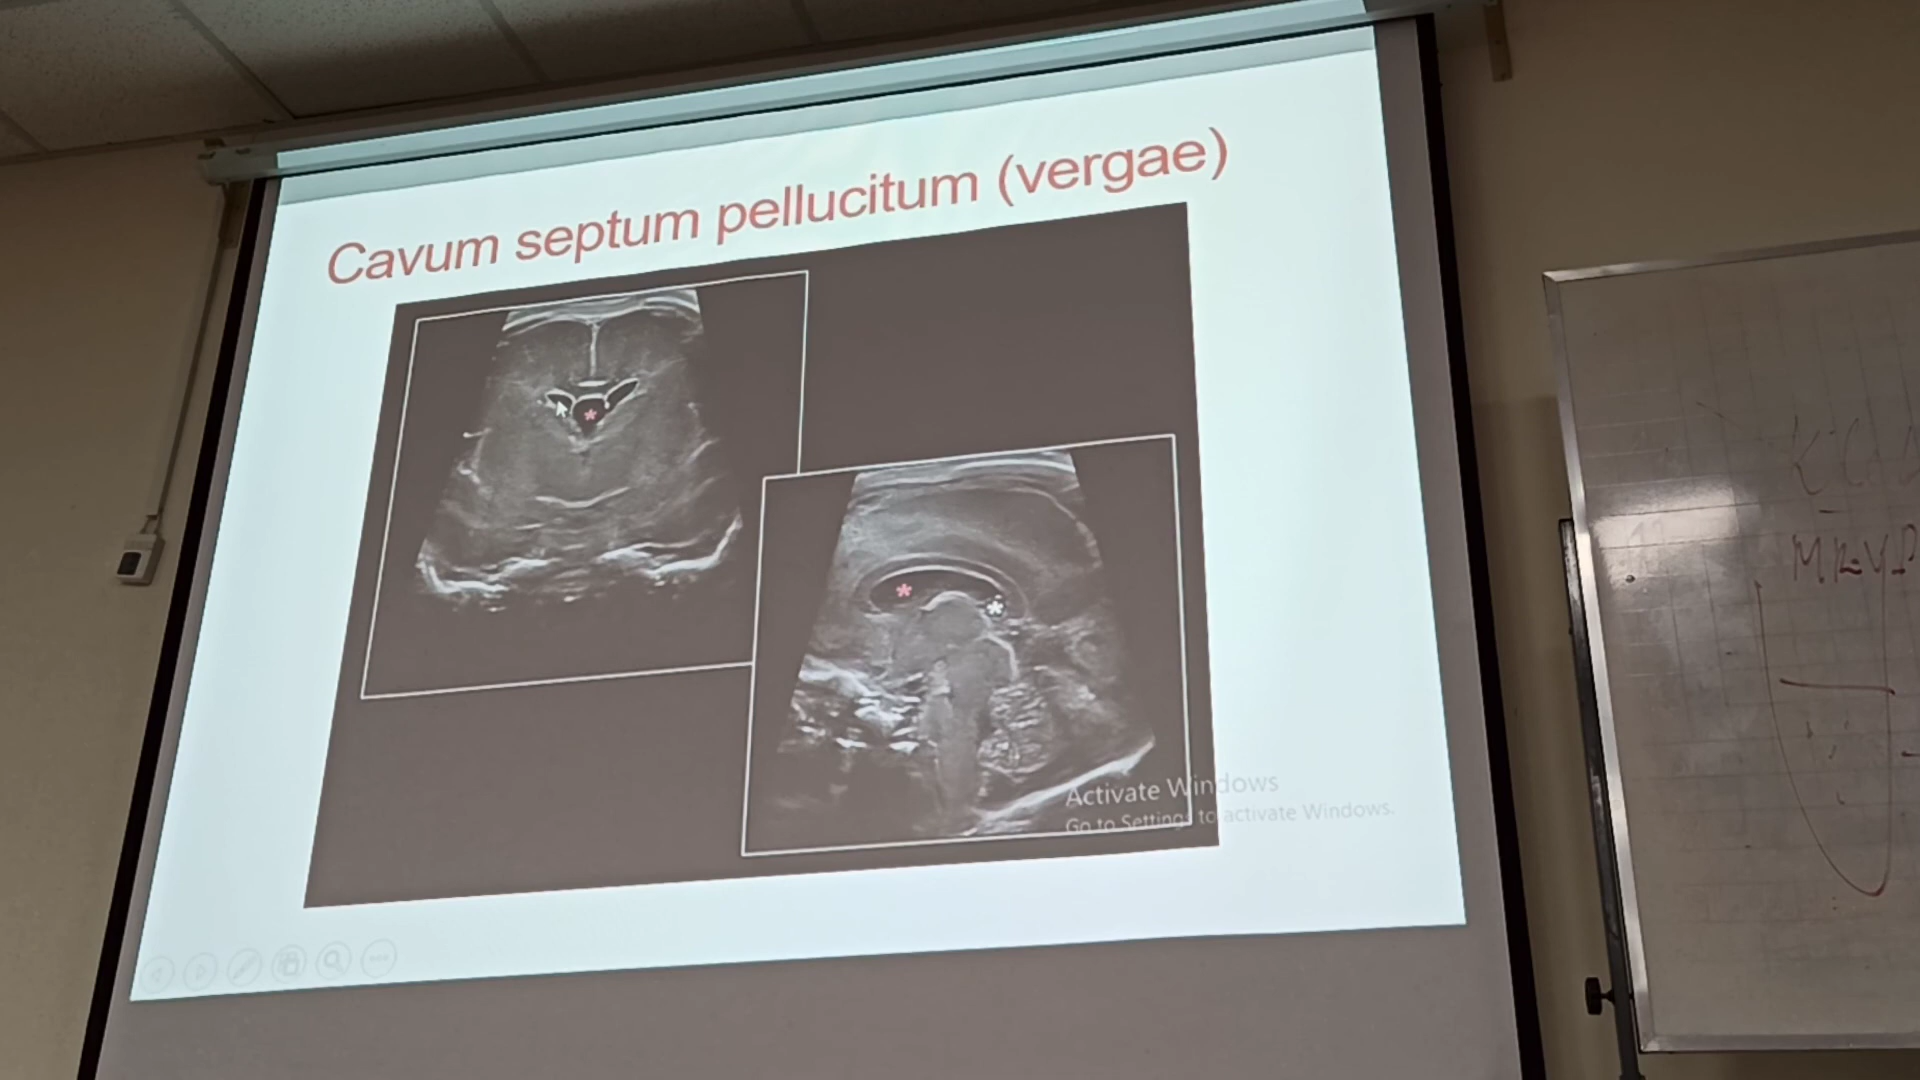 Cavum septum pellucitum (vergae)
*
*
*
Activate Windows
Go to Settings to activate Windows.